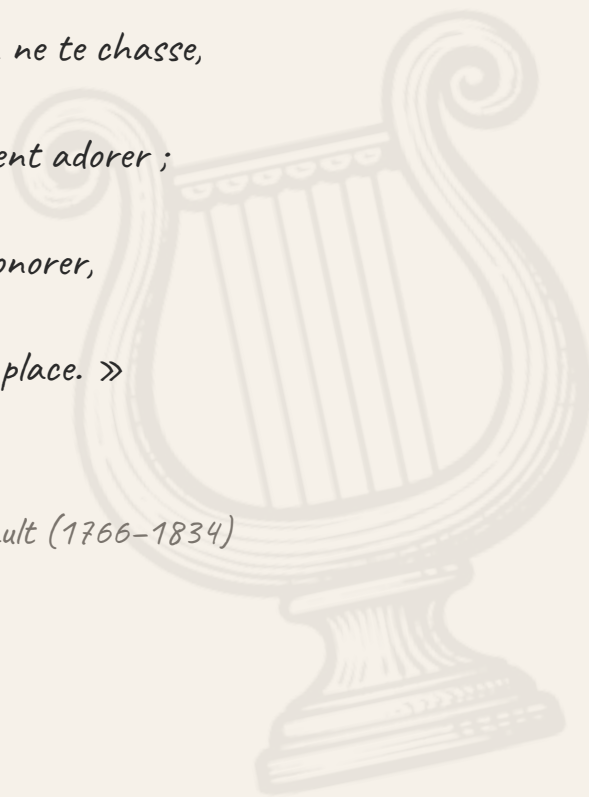 ne te chasse,
ent adorer ;
onorer,
place. »
ult (1766–1834)